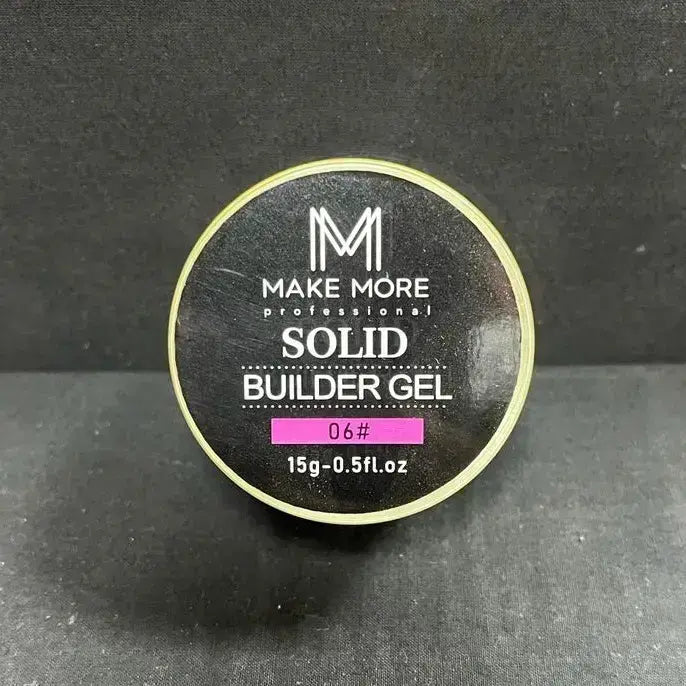 M
MAKE MORE
professional
SOLID
BUILDER GEL
06#
15g-0.5fl.oz